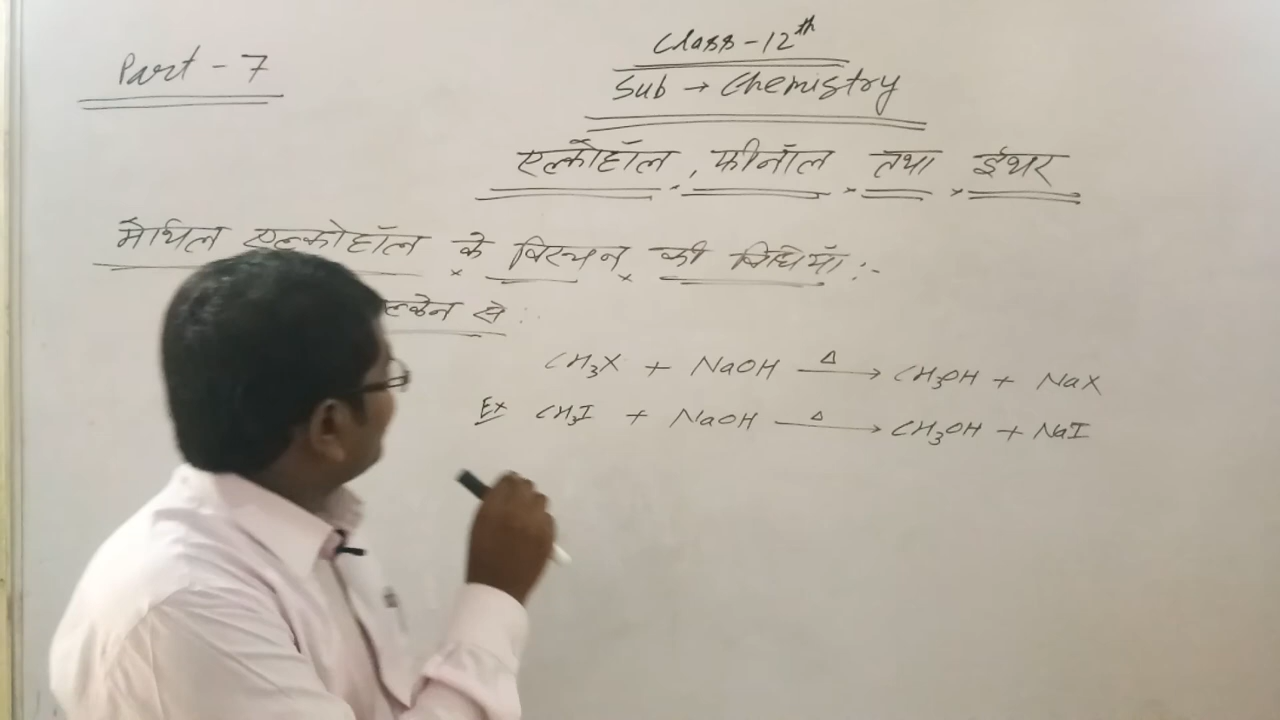 Part - 7
Class - 12th
Sub → Chemistry
एल्कोहॉल, फीनॉल तथा ईथर
मेथिल एल्कोहॉल के विरचन की विधियाँ :-
से :
CH3X + NaOH Δ→ CH3OH + NaX
Ex CH3I + NaOH Δ→ CH3OH + NaI